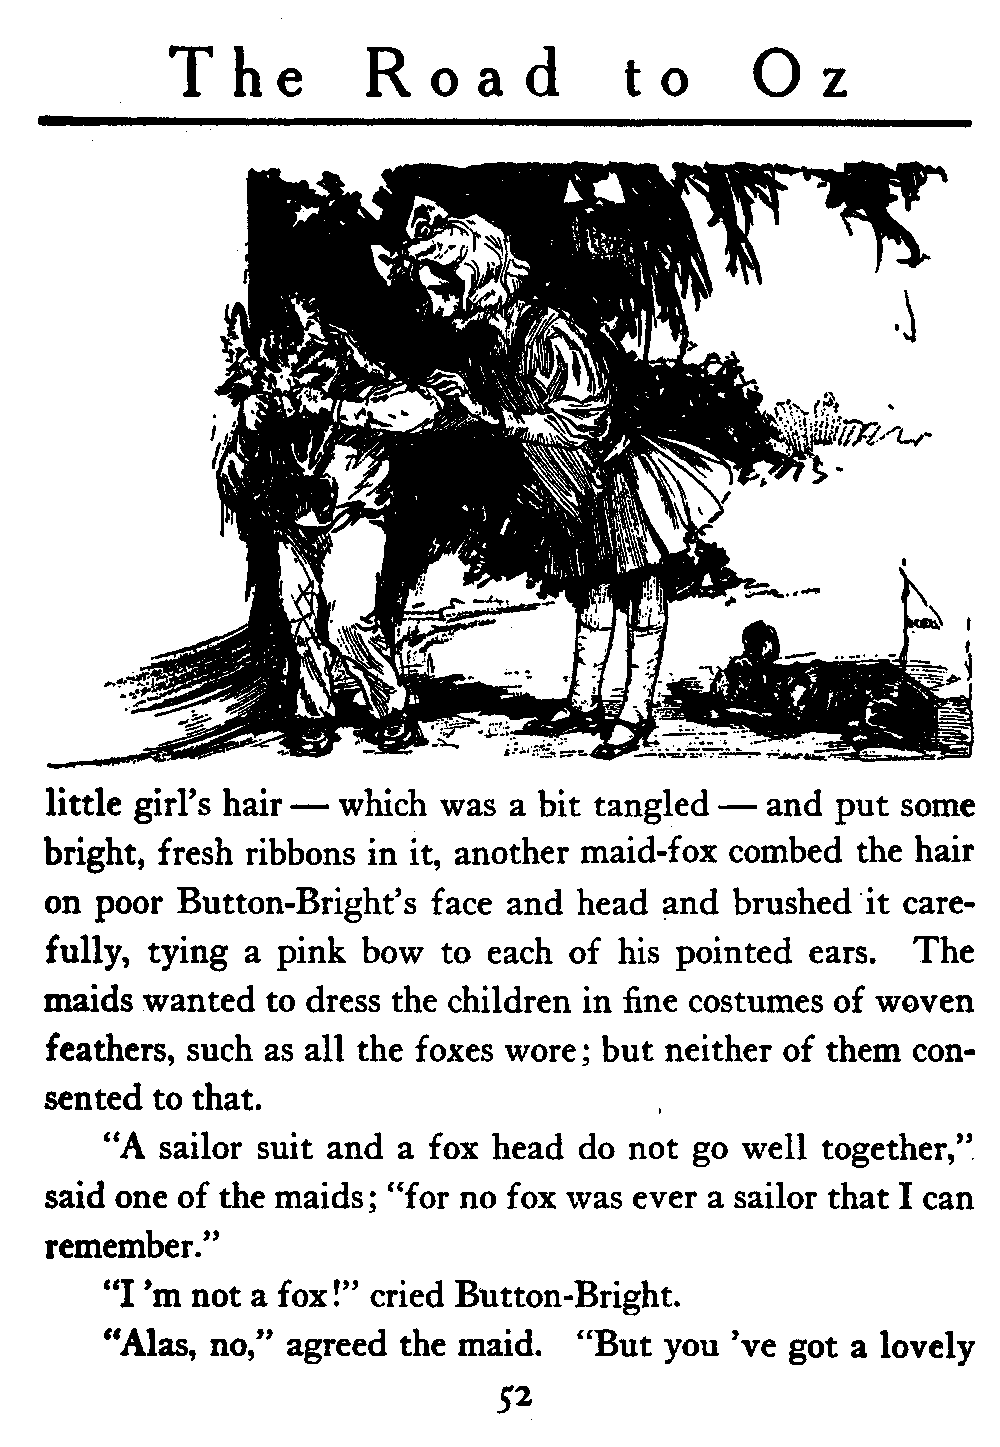 The Road to Oz
little girl's hair — which was a bit tangled — and put some
bright, fresh ribbons in it, another maid-fox combed the hair
on poor Button-Bright's face and head and brushed it care-
fully, tying a pink bow to each of his pointed ears. The
maids wanted to dress the children in fine costumes of woven
feathers, such as all the foxes wore; but neither of them con-
sented to that.
"A sailor suit and a fox head do not go well together,"
said one of the maids; "for no fox was ever a sailor that I can
remember."
"I 'm not a fox!" cried Button-Bright.
"Alas, no," agreed the maid. "But you 've got a lovely
52